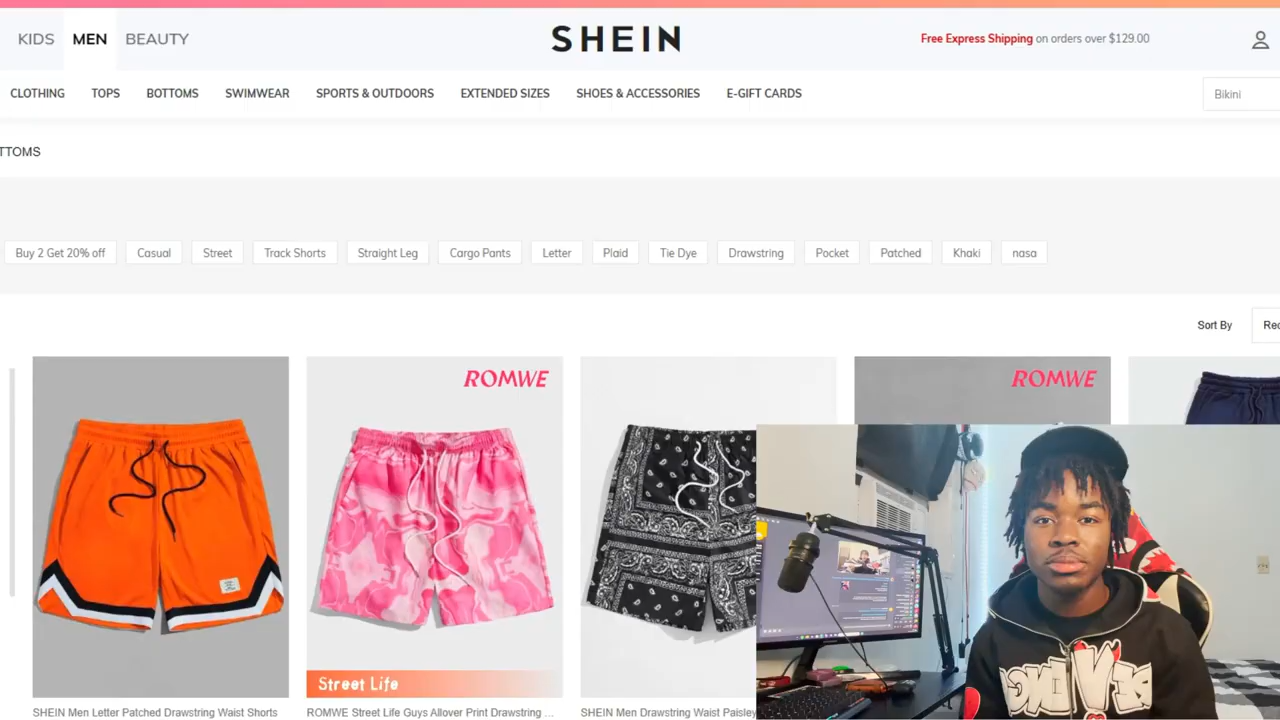 KIDS MEN BEAUTY SHEIN Free Express Shipping on orders over $129.00
CLOTHING TOPS BOTTOMS SWIMWEAR SPORTS & OUTDOORS EXTENDED SIZES SHOES & ACCESSORIES E-GIFT CARDS Bikini
TTOMS
Buy 2 Get 20% off Casual Street Track Shorts Straight Leg Cargo Pants Letter Plaid Tie Dye Drawstring Pocket Patched Khaki nasa
Sort By Rec
ROMWE ROMWE
Street Life
SHEIN Men Letter Patched Drawstring Waist Shorts ROMWE Street Life Guys Allover Print Drawstring ... SHEIN Men Drawstring Waist Paisley